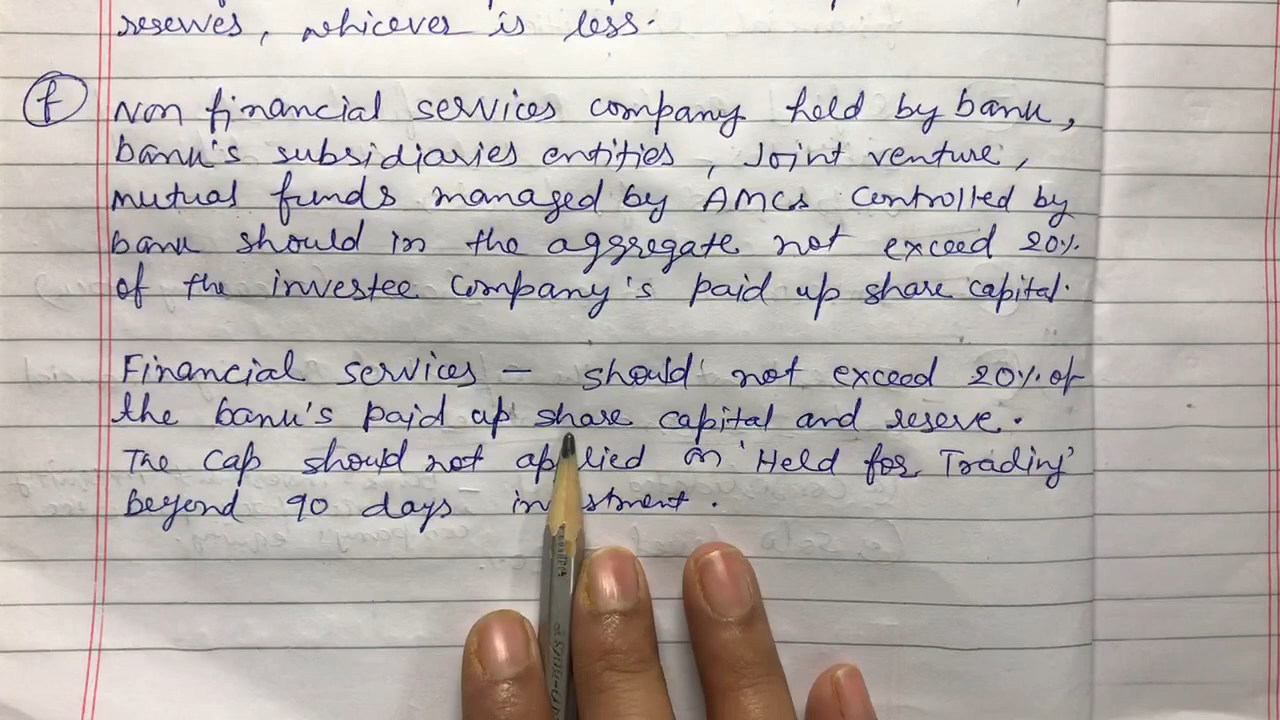 reserves, whicever is less.
f Non financial services company held by bank,
bank's subsidiaries entities, Joint venture,
mutual funds managed by AMCs controlled by
bank should in the aggregate not exceed 20%
of the investee company's paid up share capital.
Financial services - should not exceed 20% of
the bank's paid up share capital and reserve.
The cap should not applied on 'Held for Trading'
beyond 90 days investment.